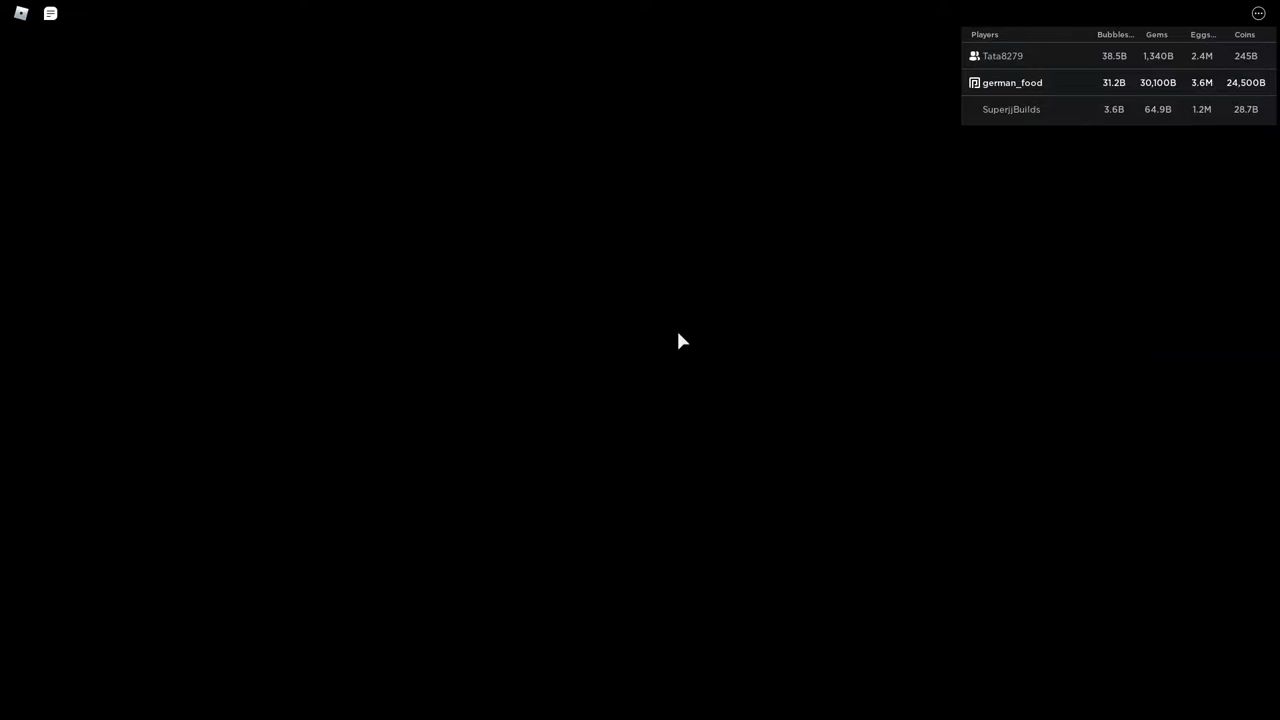 Players Bubbles... Gems Eggs... Coins
Tata8279 38.5B 1,340B 2.4M 245B
german_food 31.2B 30,100B 3.6M 24,500B
SuperjjBuilds 3.6B 64.9B 1.2M 28.7B